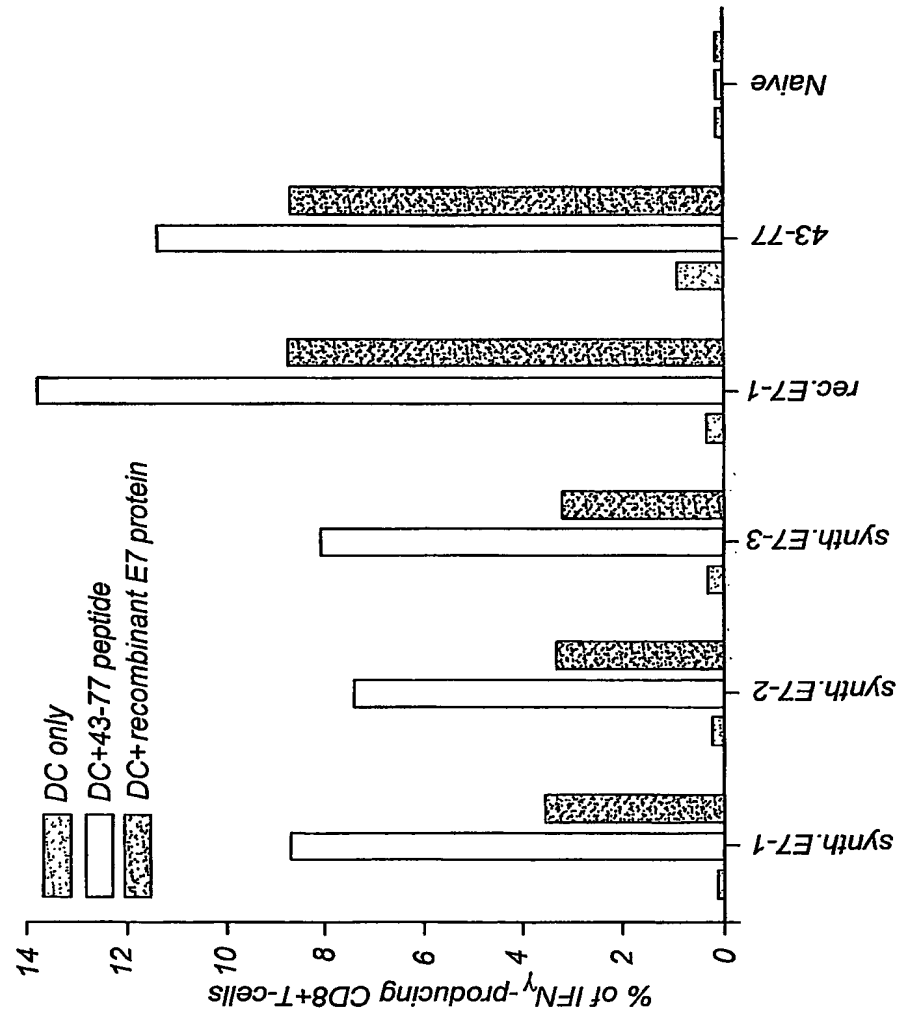 DC only
DC+43-77 peptide
DC+recombinant E7 protein
14
12
10
8
6
4
2
0
% of IFNγ-producing CD8+T-cells
synth.E7-1
synth.E7-2
synth.E7-3
rec.E7-1
43-77
Naive